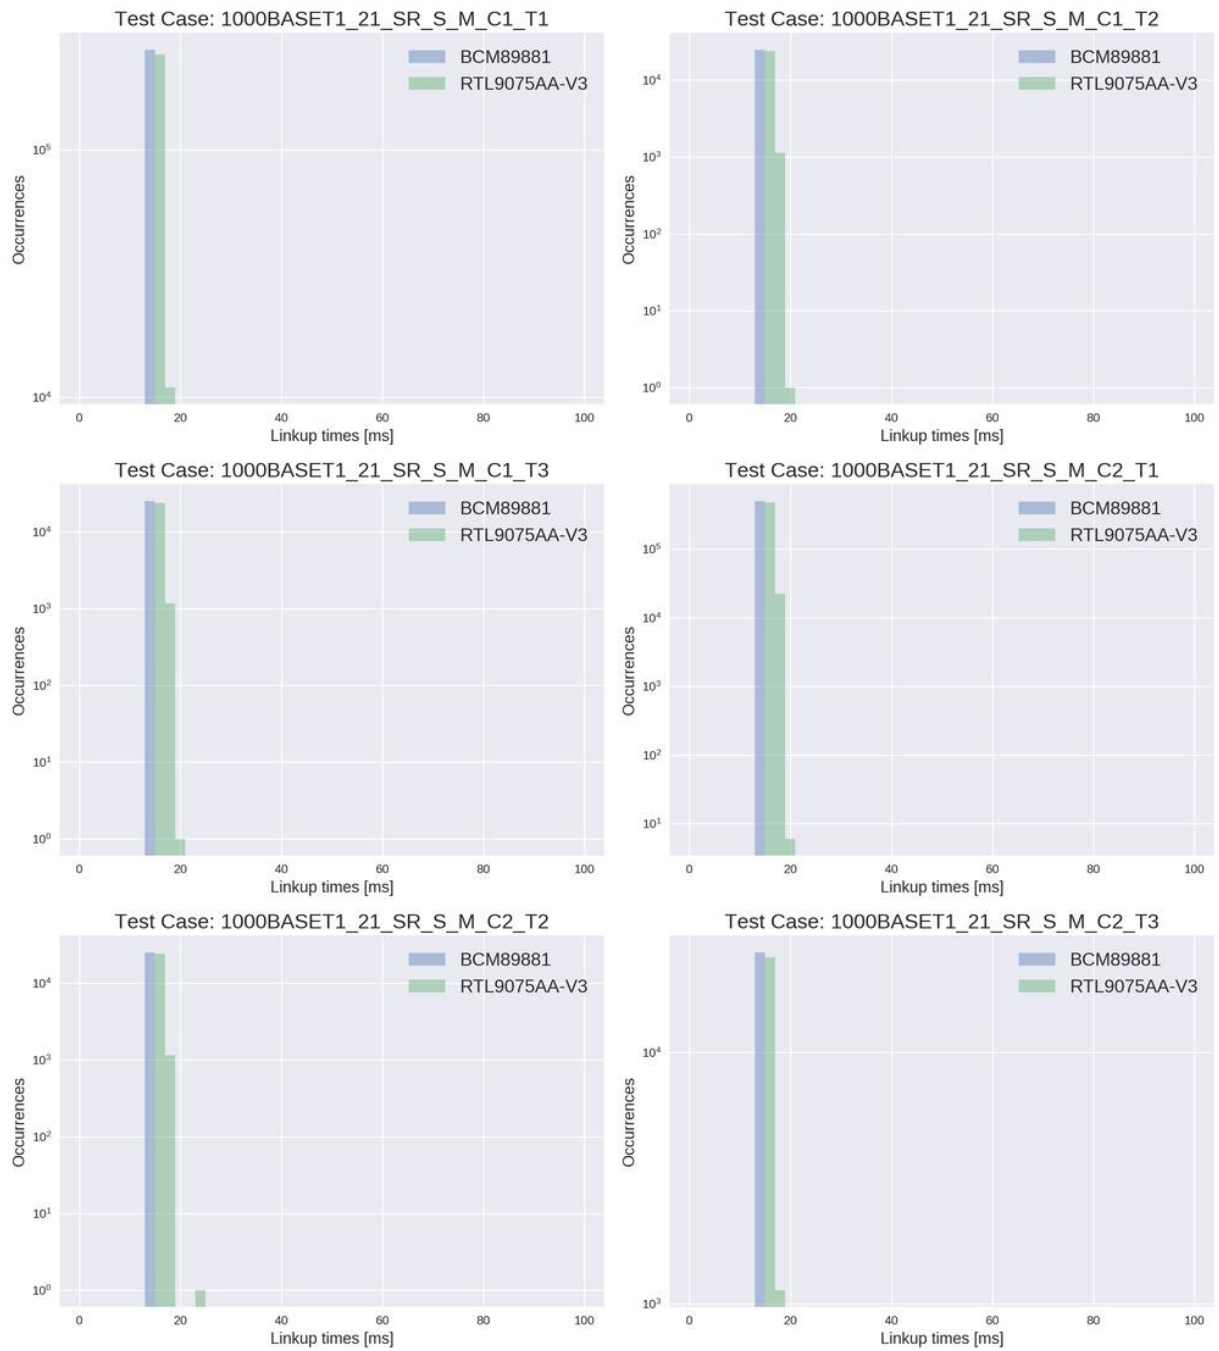 Test Case: 1000BASET1_21_SR_S_M_C1_T1
BCM89881
RTL9075AA-V3
Occurrences
10⁵
10⁴
0 20 40 60 80 100
Linkup times [ms]
Test Case: 1000BASET1_21_SR_S_M_C1_T2
BCM89881
RTL9075AA-V3
Occurrences
10⁴
10³
10²
10¹
10⁰
0 20 40 60 80 100
Linkup times [ms]
Test Case: 1000BASET1_21_SR_S_M_C1_T3
BCM89881
RTL9075AA-V3
Occurrences
10⁴
10³
10²
10¹
10⁰
0 20 40 60 80 100
Linkup times [ms]
Test Case: 1000BASET1_21_SR_S_M_C2_T1
BCM89881
RTL9075AA-V3
Occurrences
10⁵
10⁴
10³
10²
10¹
0 20 40 60 80 100
Linkup times [ms]
Test Case: 1000BASET1_21_SR_S_M_C2_T2
BCM89881
RTL9075AA-V3
Occurrences
10⁴
10³
10²
10¹
10⁰
0 20 40 60 80 100
Linkup times [ms]
Test Case: 1000BASET1_21_SR_S_M_C2_T3
BCM89881
RTL9075AA-V3
Occurrences
10⁴
10³
0 20 40 60 80 100
Linkup times [ms]